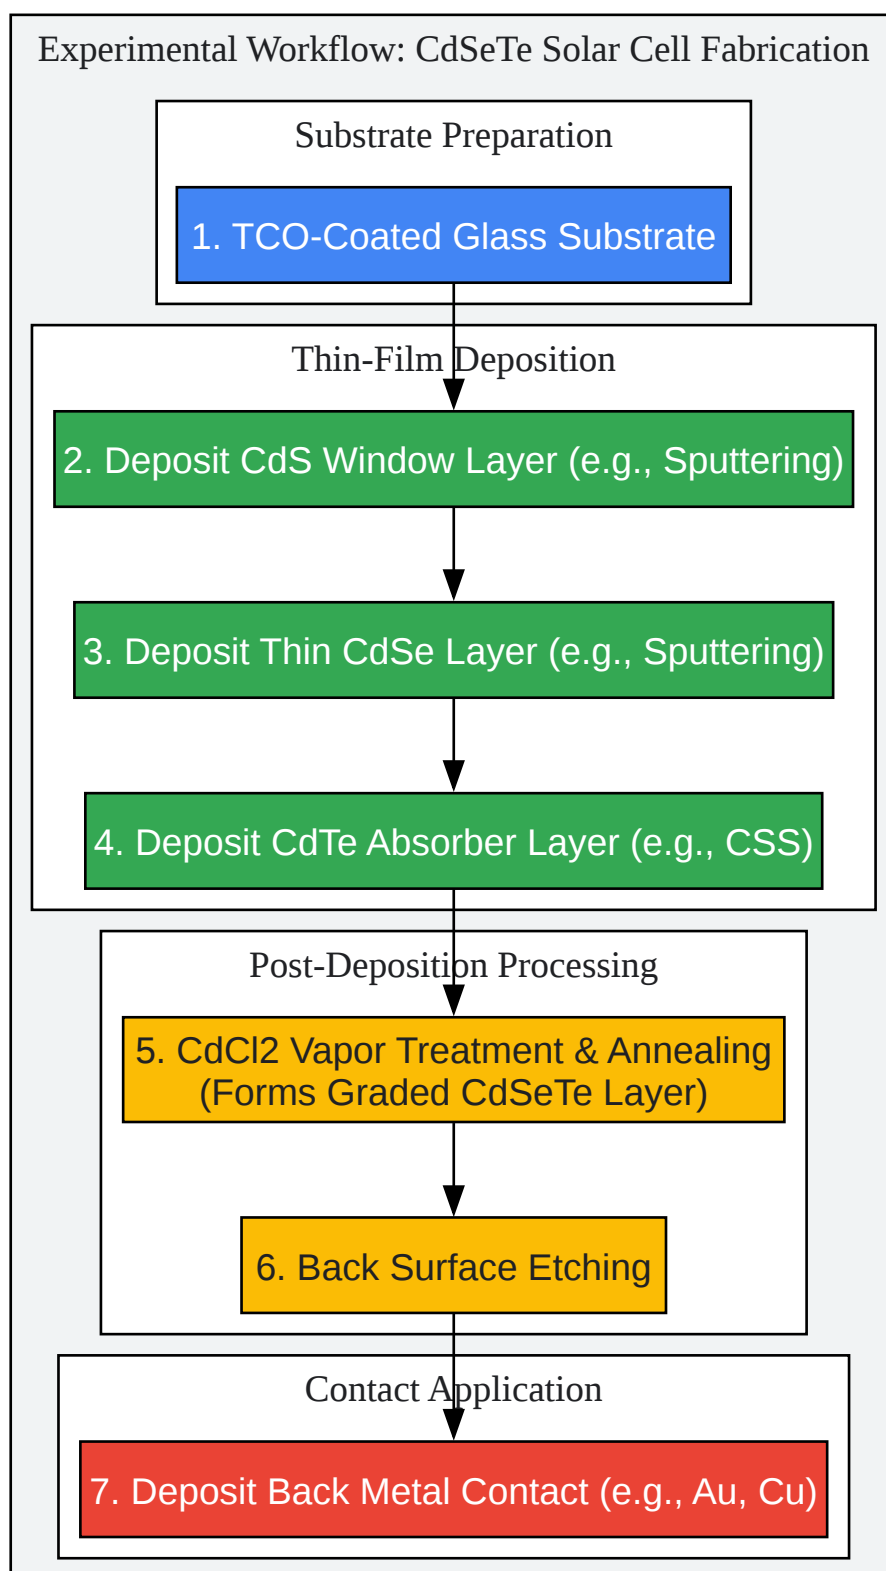 Experimental Workflow: CdSeTe Solar Cell Fabrication
Substrate Preparation
1. TCO-Coated Glass Substrate
Thin-Film Deposition
2. Deposit CdS Window Layer (e.g., Sputtering)
3. Deposit Thin CdSe Layer (e.g., Sputtering)
4. Deposit CdTe Absorber Layer (e.g., CSS)
Post-Deposition Processing
5. CdCl2 Vapor Treatment & Annealing
(Forms Graded CdSeTe Layer)
6. Back Surface Etching
Contact Application
7. Deposit Back Metal Contact (e.g., Au, Cu)